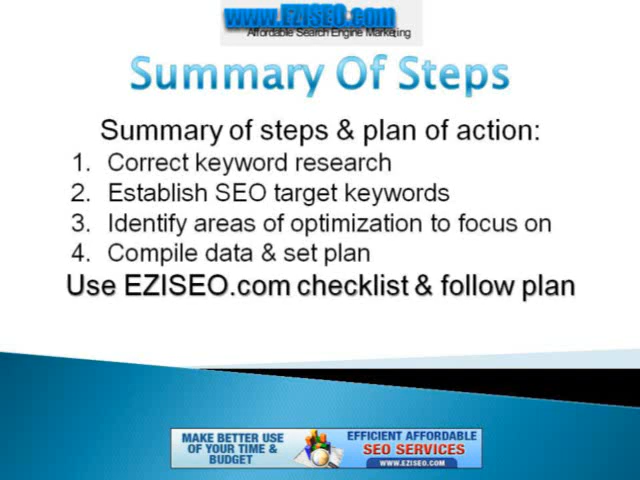 www.EZISEO.com
Affordable Search Engine Marketing
Summary Of Steps
Summary of steps & plan of action:
1. Correct keyword research
2. Establish SEO target keywords
3. Identify areas of optimization to focus on
4. Compile data & set plan
Use EZISEO.com checklist & follow plan
MAKE BETTER USE
OF YOUR TIME &
BUDGET
EFFICIENT AFFORDABLE
SEO SERVICES
WWW.EZISEO.COM